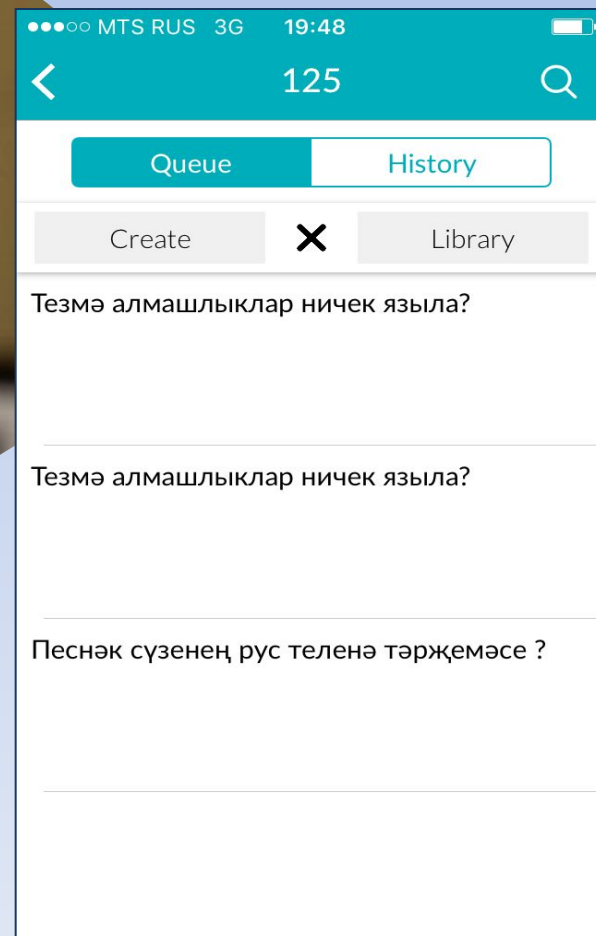 MTS RUS 3G 19:48
125
Queue History
Create Library
Тезмә алмашлыклар ничек языла?
Тезмә алмашлыклар ничек языла?
Песнәк сүзенең рус теленә тәрҗемәсе ?